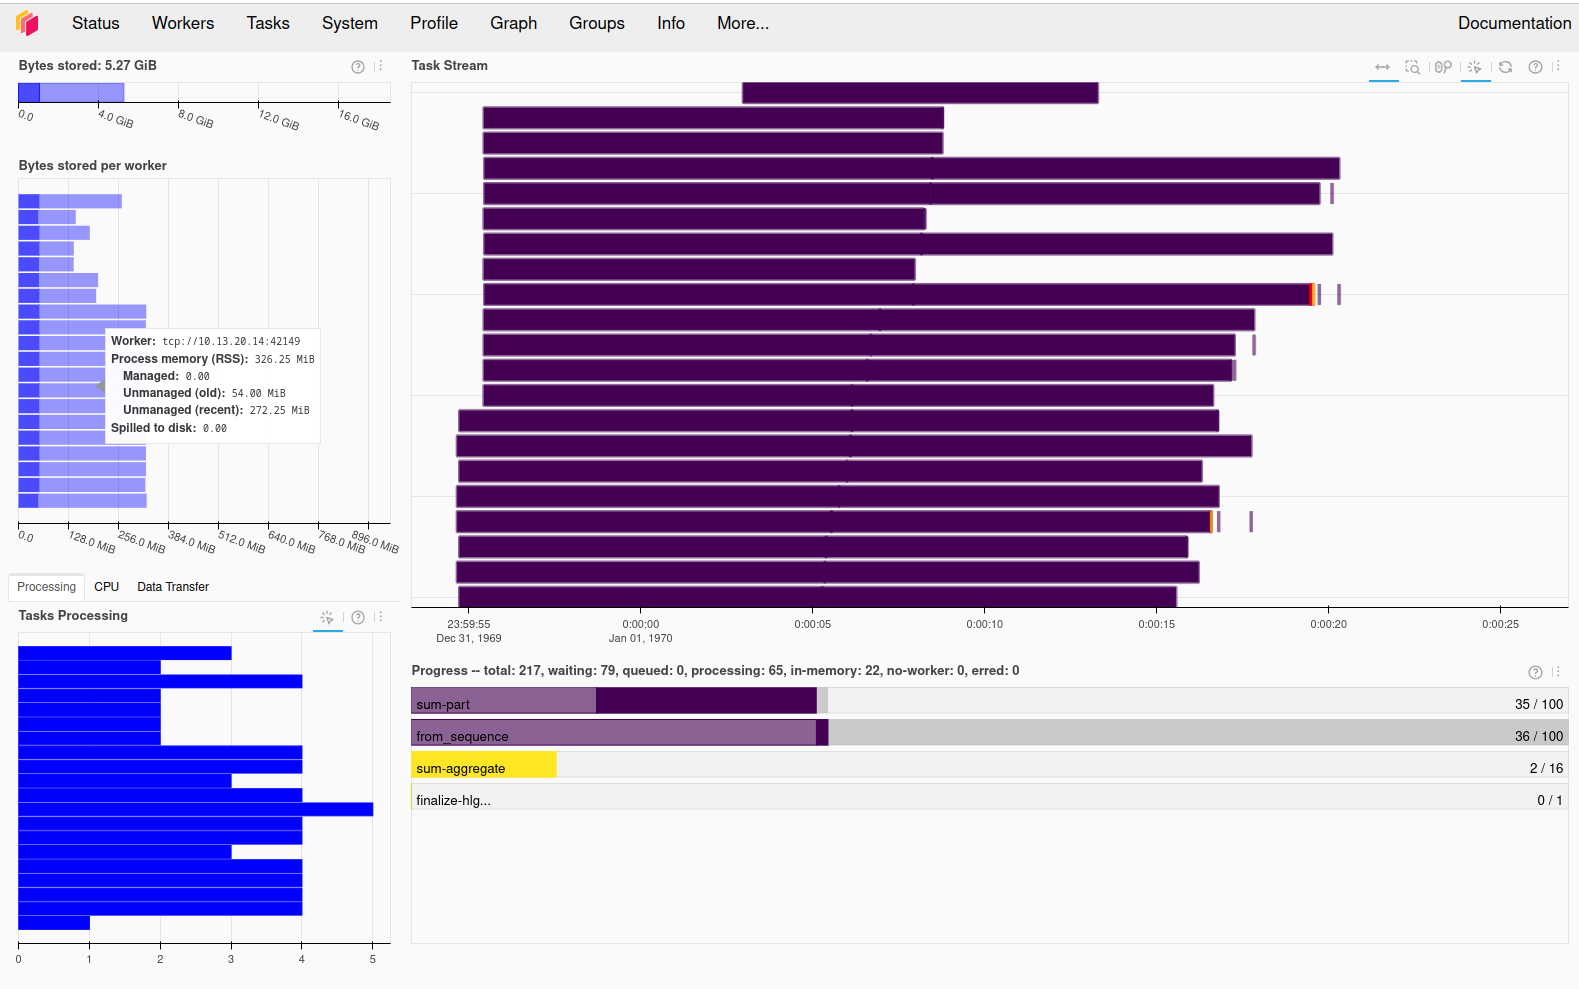 Status Workers Tasks System Profile Graph Groups Info More... Documentation
Bytes stored: 5.27 GiB
0.0 4.0 GiB 8.0 GiB 12.0 GiB 16.0 GiB
Bytes stored per worker
Worker: tcp://10.13.20.14:42149
Process memory (RSS): 326.25 MiB
Managed: 0.00
Unmanaged (old): 54.00 MiB
Unmanaged (recent): 272.25 MiB
Spilled to disk: 0.00
0.0 128.0 MiB 256.0 MiB 384.0 MiB 512.0 MiB 640.0 MiB 768.0 MiB 896.0 MiB
Processing CPU Data Transfer
Tasks Processing
0 1 2 3 4 5
Task Stream
23:59:55 0:00:00 0:00:05 0:00:10 0:00:15 0:00:20 0:00:25
Dec 31, 1969 Jan 01, 1970
Progress -- total: 217, waiting: 79, queued: 0, processing: 65, in-memory: 22, no-worker: 0, erred: 0
sum-part 35 / 100
from_sequence 36 / 100
sum-aggregate 2 / 16
finalize-hlg... 0 / 1